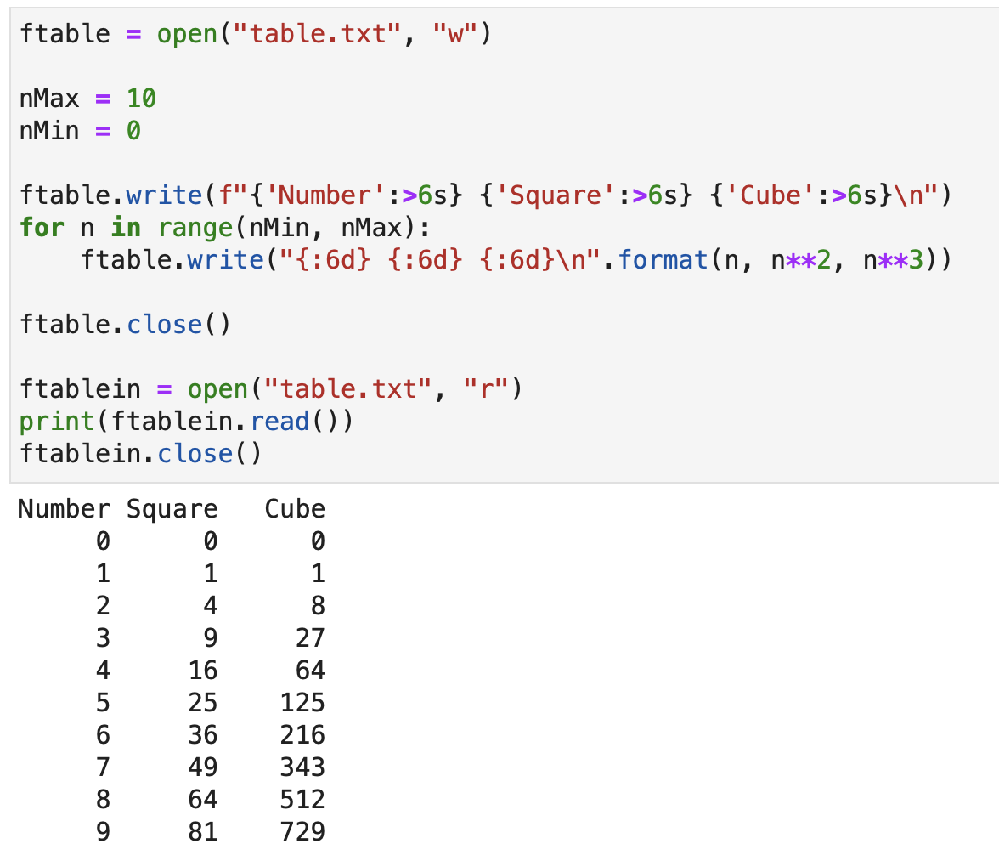 ftable = open("table.txt", "w")

nMax = 10
nMin = 0

ftable.write(f"{'Number':>6s} {'Square':>6s} {'Cube':>6s}\n")
for n in range(nMin, nMax):
    ftable.write("{:6d} {:6d} {:6d}\n".format(n, n**2, n**3))

ftable.close()

ftablein = open("table.txt", "r")
print(ftablein.read())
ftablein.close()
Number Square   Cube
     0      0      0
     1      1      1
     2      4      8
     3      9     27
     4     16     64
     5     25    125
     6     36    216
     7     49    343
     8     64    512
     9     81    729